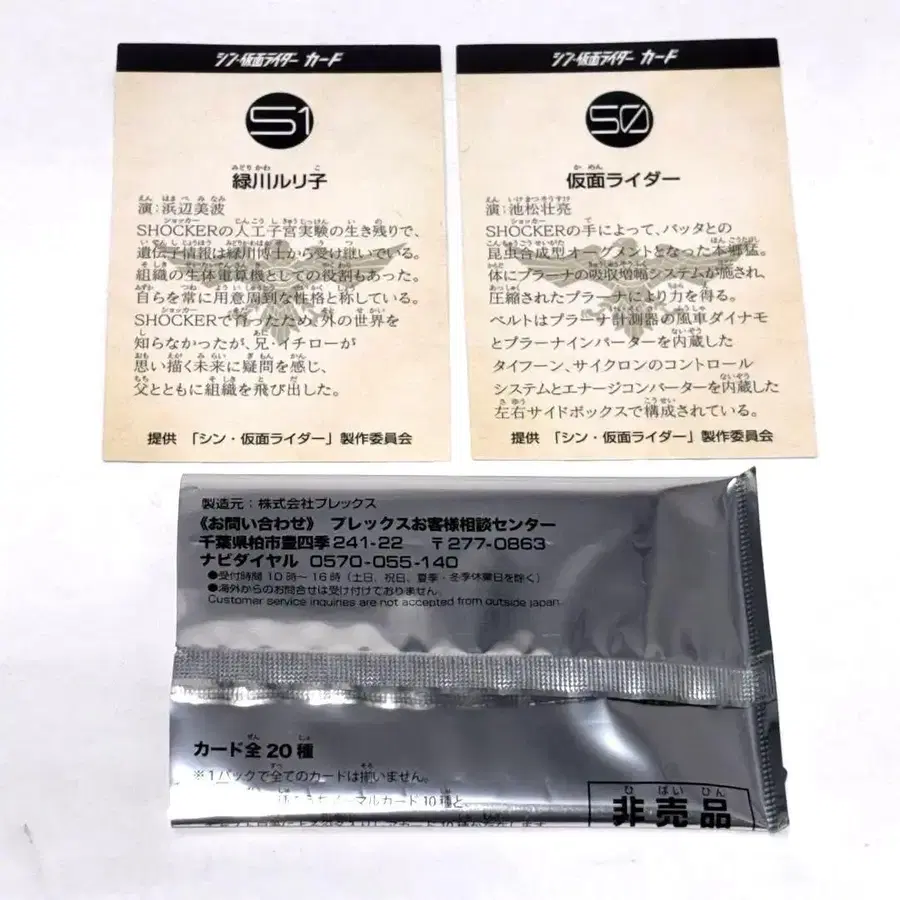 シン・仮面ライダー カード
S1
緑川ルリ子
演:浜辺美波
SHOCKERの人工子宮実験の生き残りで、
遺伝子情報は緑川博士から受け継いでいる。
組織の生体電算機としての役割もあった。
自らを常に用意周到な性格と称している。
SHOCKERで育ったため、外の世界を
知らなかったが、兄・イチローが
思い描く未来に疑問を感じ、
父とともに組織を飛び出した。
提供 「シン・仮面ライダー」製作委員会
シン・仮面ライダー カード
S0
仮面ライダー
演:池松壮亮
SHOCKERの手によって、バッタとの
昆虫合成型オーグメントとなった本郷猛。
体にプラーナの吸収増幅システムが施され、
圧縮されたプラーナにより力を得る。
ベルトはプラーナ計測器の風車ダイナモ
とプラーナインバーターを内蔵した
タイフーン、サイクロンのコントロール
システムとエナージコンバーターを内蔵した
左右サイドボックスで構成されている。
提供 「シン・仮面ライダー」製作委員会
製造元:株式会社プレックス
《お問い合わせ》 プレックスお客様相談センター
千葉県柏市豊四季241-22 〒277-0863
ナビダイヤル 0570-055-140
●受付時間10時~16時(土日、祝日、夏季・冬季休業日を除く)
●海外からのお問合せは受け付けておりません。
Customer service inquiries are not accepted from outside japan.
カード全20種
※1パックで全てのカードは揃いません。
ノーマルカード10種と、
非売品